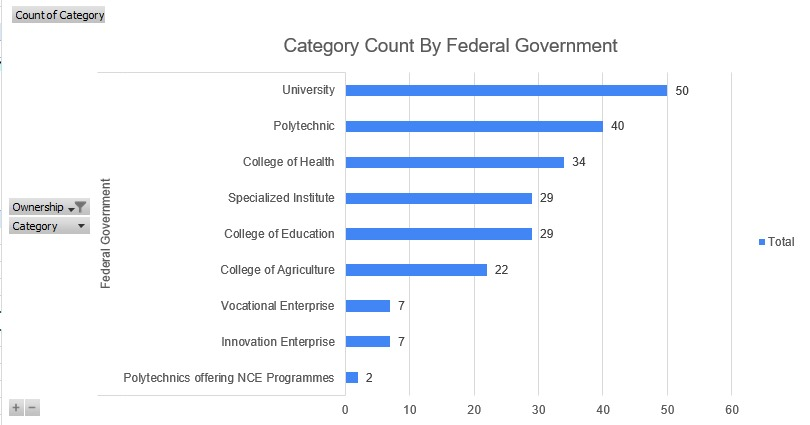 Count of Category
Category Count By Federal Government
University 50
Polytechnic 40
College of Health 34
Specialized Institute 29
Ownership
Category
Federal Government
College of Education 29
Total
College of Agriculture 22
Vocational Enterprise 7
Innovation Enterprise 7
Polytechnics offering NCE Programmes 2
0 10 20 30 40 50 60